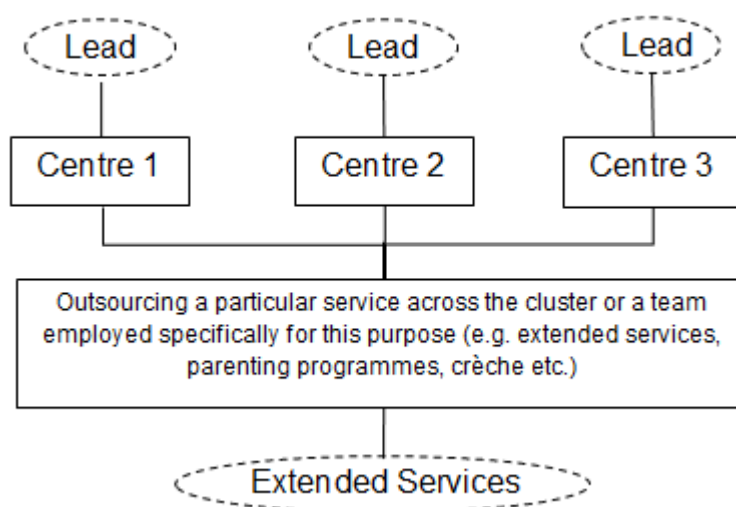 Lead Lead Lead
Centre 1 Centre 2 Centre 3
Outsourcing a particular service across the cluster or a team
employed specifically for this purpose (e.g. extended services,
parenting programmes, crèche etc.)
Extended Services